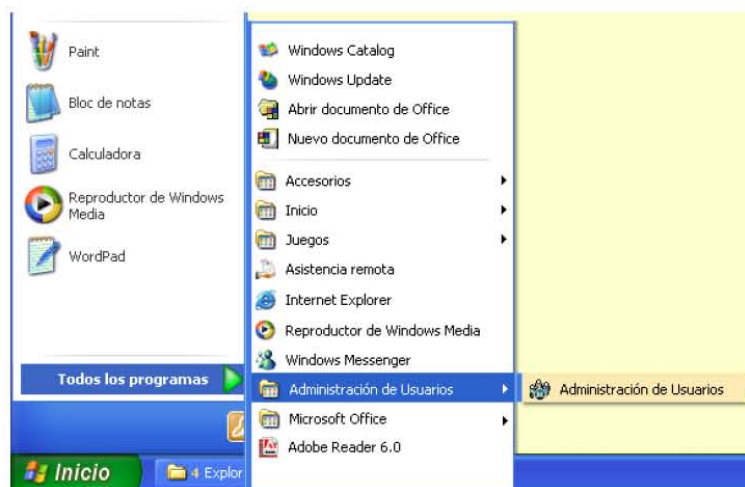 Paint
Bloc de notas
Calculadora
Reproductor de Windows
Media
WordPad
Todos los programas
Windows Catalog
Windows Update
Abrir documento de Office
Nuevo documento de Office
Accesorios
Inicio
Juegos
Asistencia remota
Internet Explorer
Reproductor de Windows Media
Windows Messenger
Administración de Usuarios
Administración de Usuarios
Microsoft Office
Adobe Reader 6.0
Inicio
4 Explor